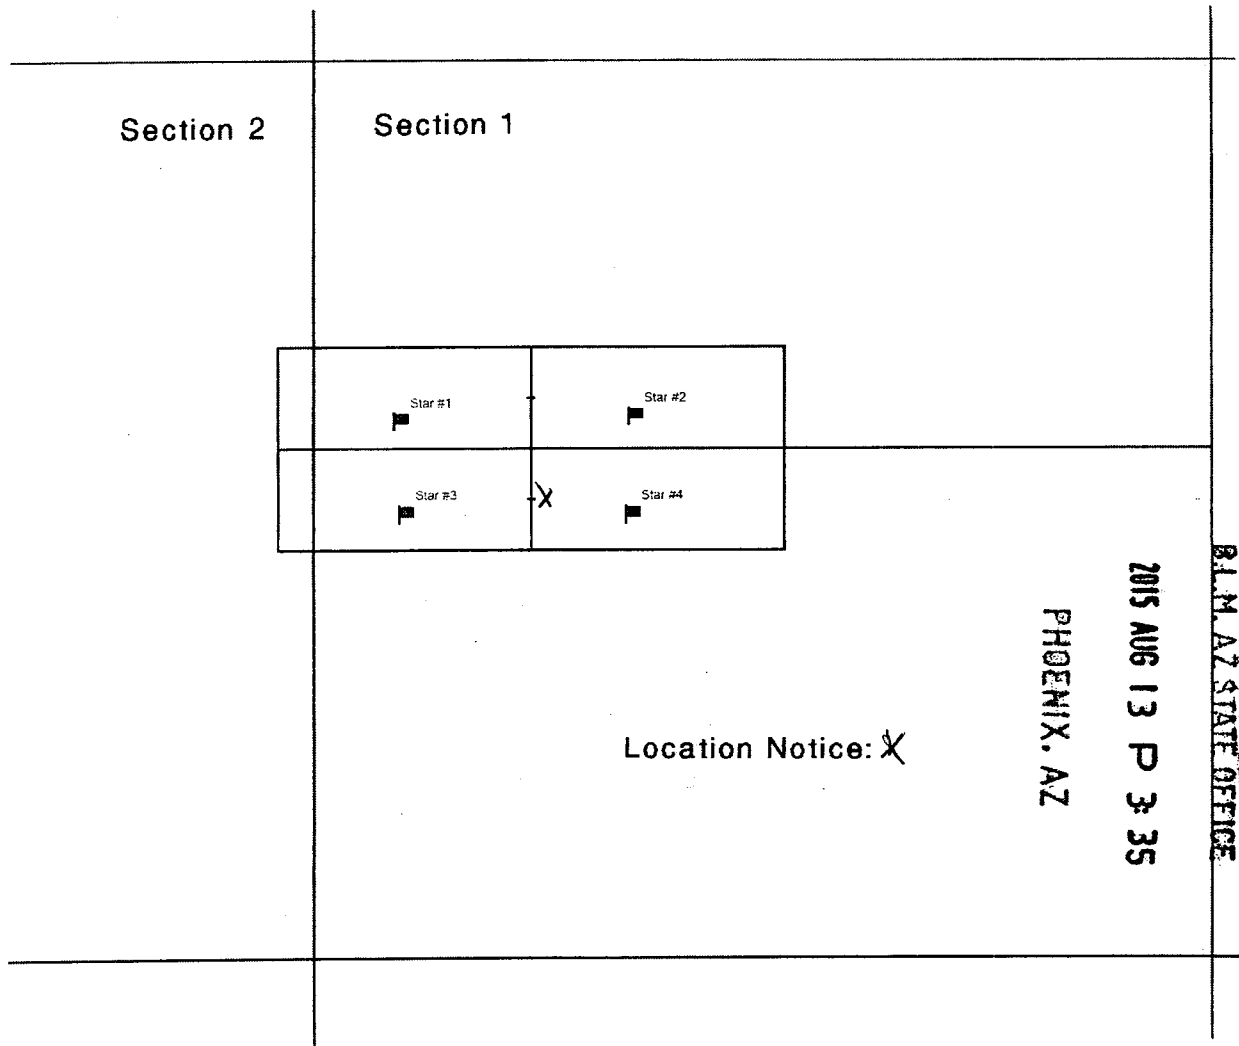 Section 2
Section 1
Star #1
Star #2
Star #3
X
Star #4
Location Notice: X
B.L.M. AZ STATE OFFICE
2015 AUG 13 P 3:35
PHOENIX, AZ